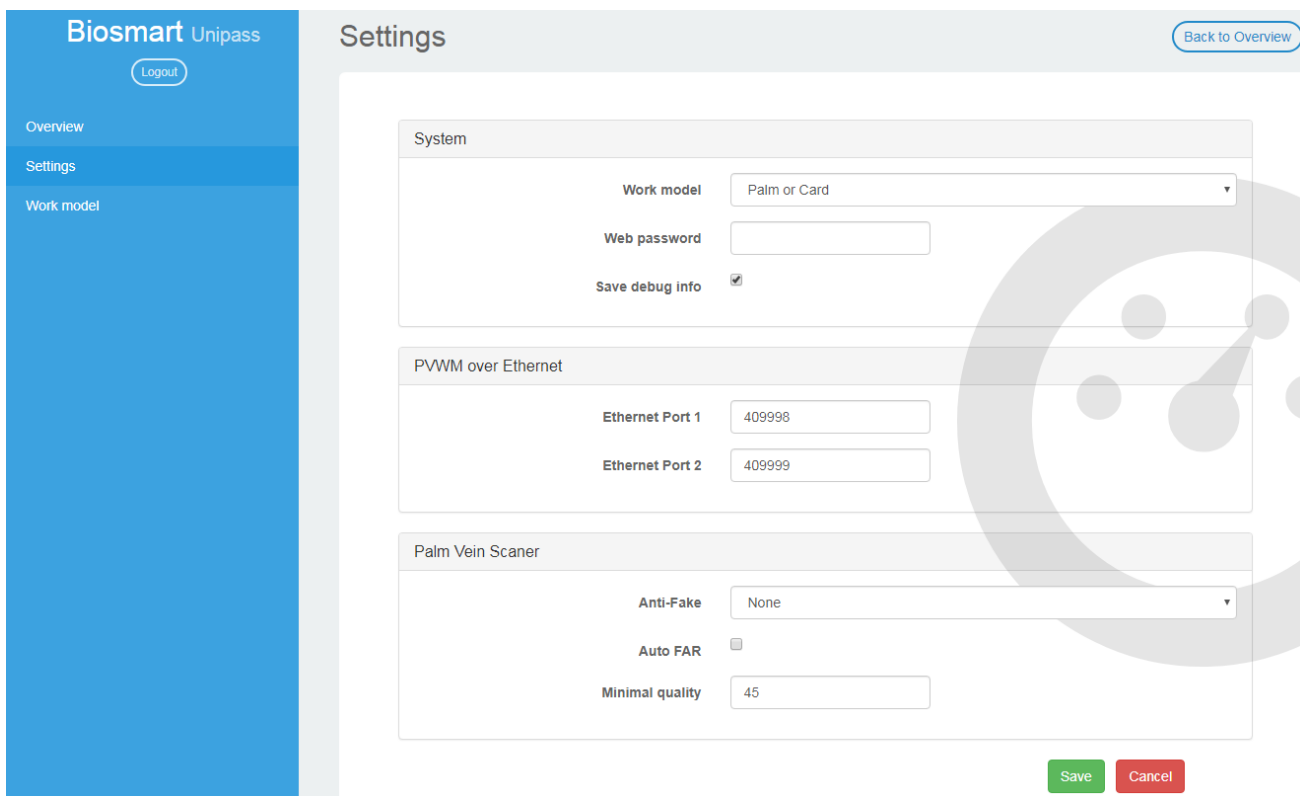 Biosmart Unipass
Logout
Overview
Settings
Work model
Settings
Back to Overview
System
Work model Palm or Card
Web password
Save debug info
PVWM over Ethernet
Ethernet Port 1 409998
Ethernet Port 2 409999
Palm Vein Scaner
Anti-Fake None
Auto FAR
Minimal quality 45
Save Cancel